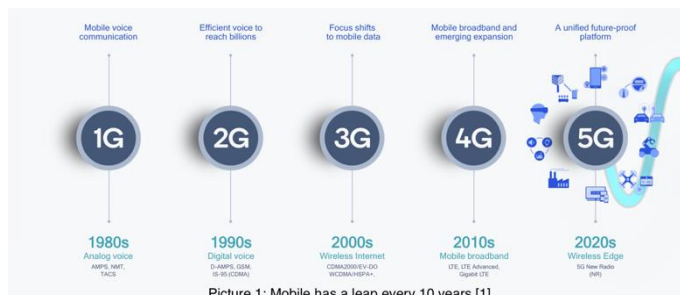 Mobile voice
communication
Efficient voice to
reach billions
Focus shifts
to mobile data
Mobile broadband and
emerging expansion
A unified future-proof
platform
1G
2G
3G
4G
5G
1980s
Analog voice
AMPS, NMT,
TACS
1990s
Digital voice
D-AMPS, GSM,
IS-95 (CDMA)
2000s
Wireless Internet
CDMA2000/EV-DO
WCDMA/HSPA+,
2010s
Mobile broadband
LTE, LTE Advanced,
Gigabit LTE
2020s
Wireless Edge
5G New Radio
(NR)
Picture 1: Mobile has a leap every 10 years [1]